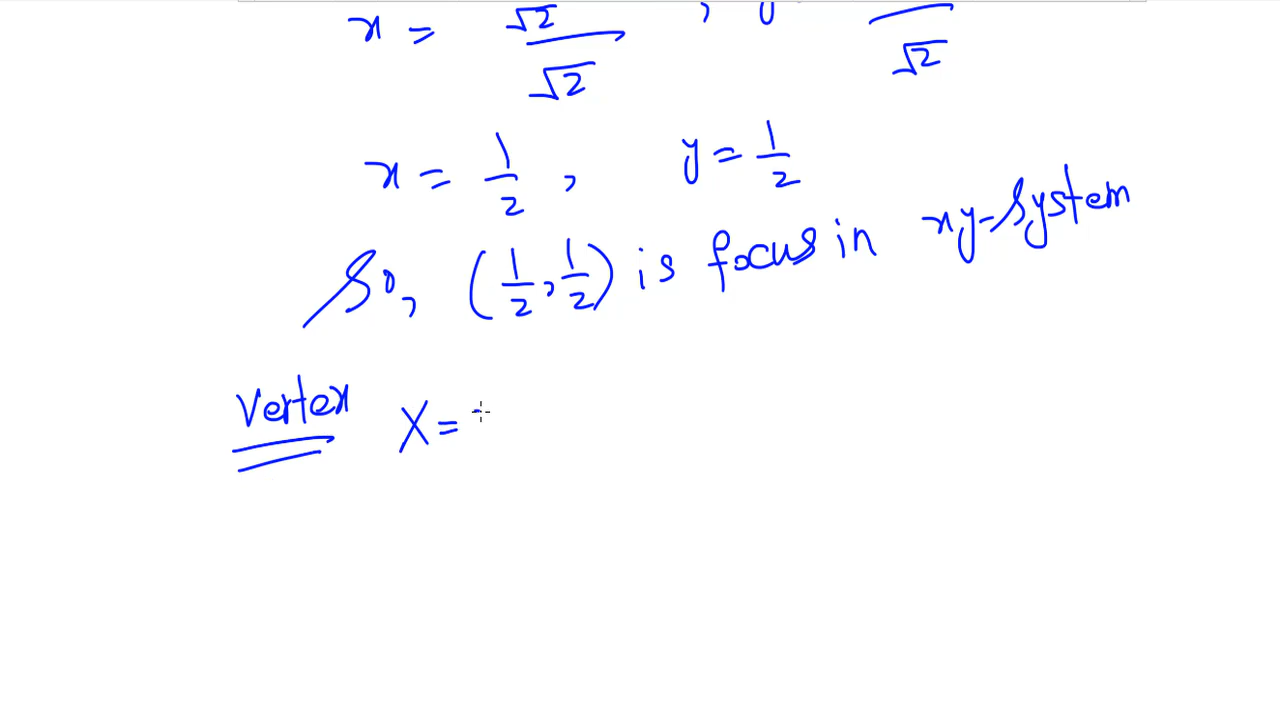 x = √2/√2 , /√2
x = 1/2 , y = 1/2
So, (1/2, 1/2) is focus in xy-system
Vertex X =